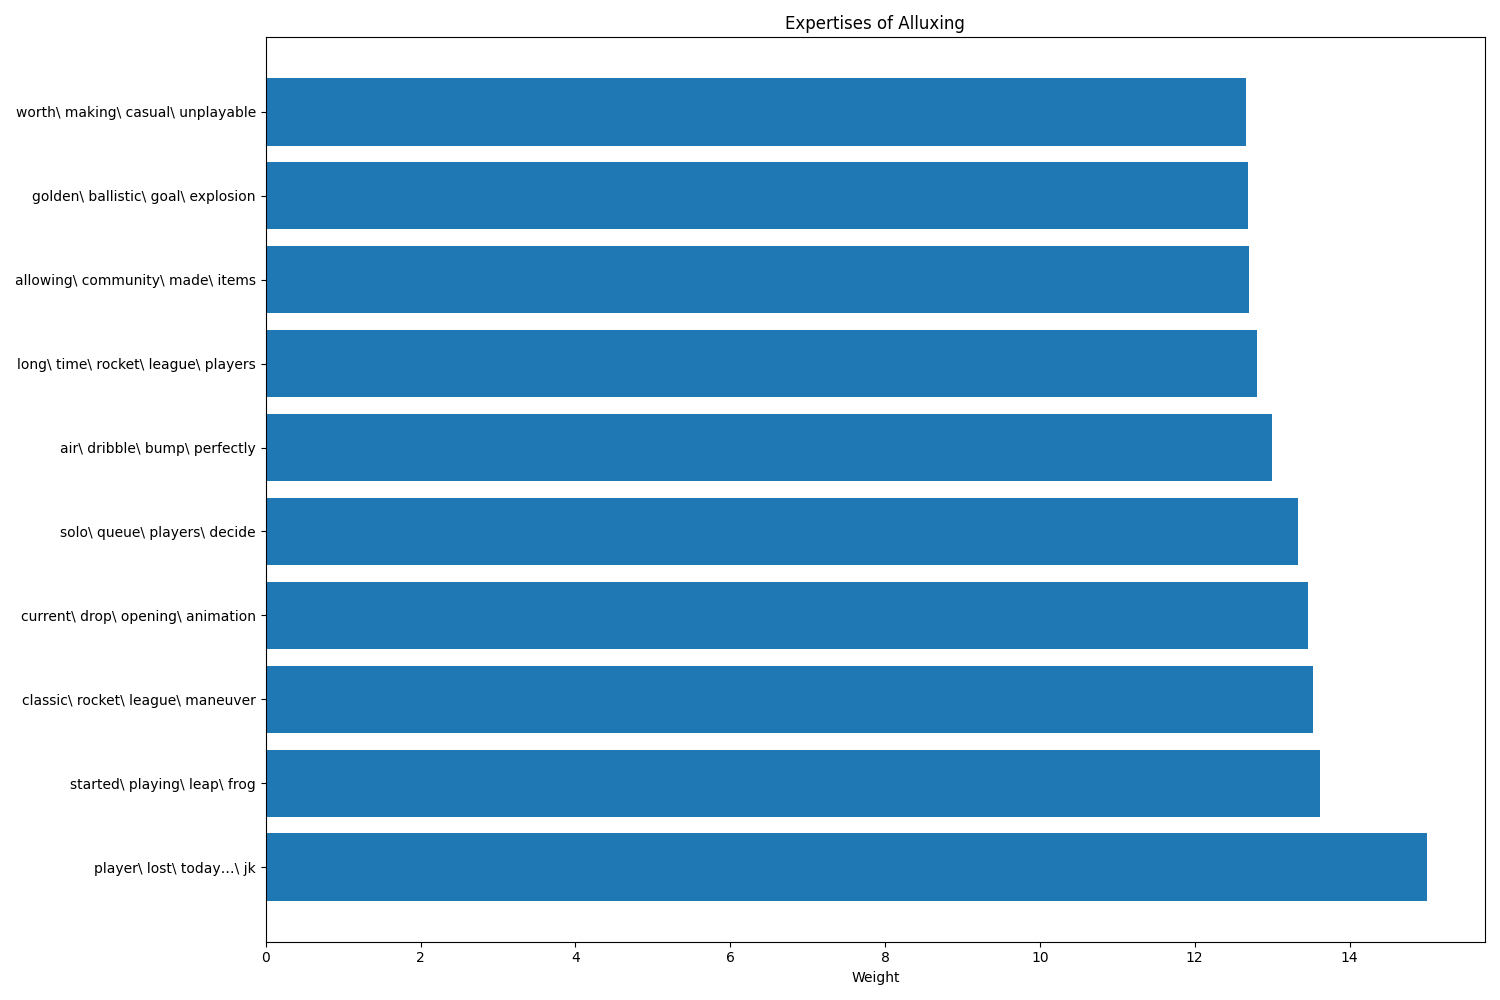 Expertises of Alluxing
worth\ making\ casual\ unplayable
golden\ ballistic\ goal\ explosion
allowing\ community\ made\ items
long\ time\ rocket\ league\ players
air\ dribble\ bump\ perfectly
solo\ queue\ players\ decide
current\ drop\ opening\ animation
classic\ rocket\ league\ maneuver
started\ playing\ leap\ frog
player\ lost\ today…\ jk
0 2 4 6 8 10 12 14
Weight